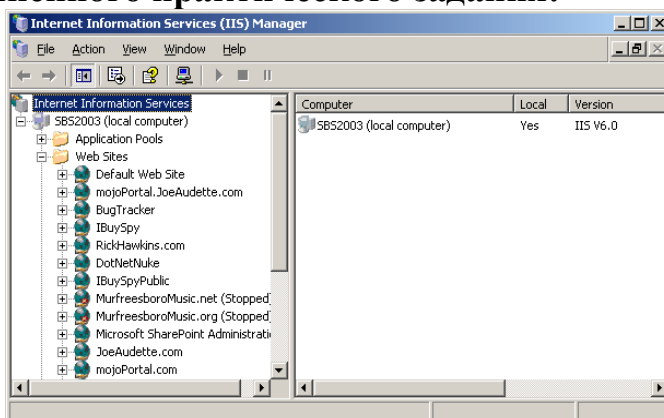 практического задания.
Internet Information Services (IIS) Manager
File Action View Window Help
Internet Information Services
SBS2003 (local computer)
Application Pools
Web Sites
Default Web Site
mojoPortal.JoeAudette.com
BugTracker
IBuySpy
RickHawkins.com
DotNetNuke
IBuySpyPublic
MurfreesboroMusic.net (Stopped)
MurfreesboroMusic.org (Stopped)
Microsoft SharePoint Administrati
JoeAudette.com
mojoPortal.com
Computer Local Version
SBS2003 (local computer) Yes IIS V6.0